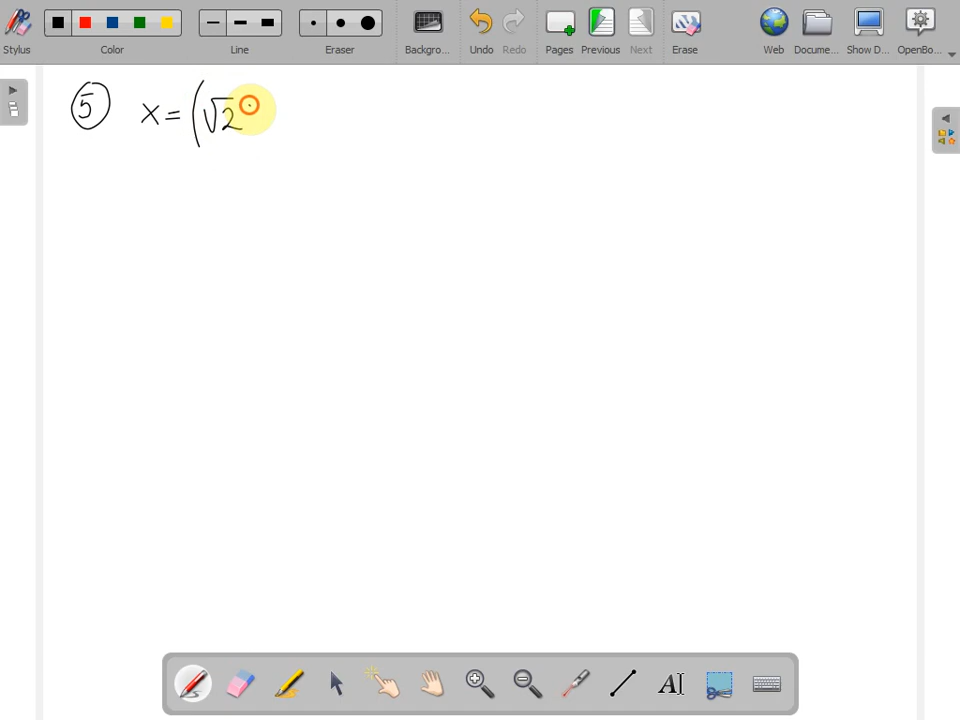 Stylus Color Line Eraser Backgro... Undo Redo Pages Previous Next Erase Web Docume... Show D... OpenBo...
⑤ x = (√2